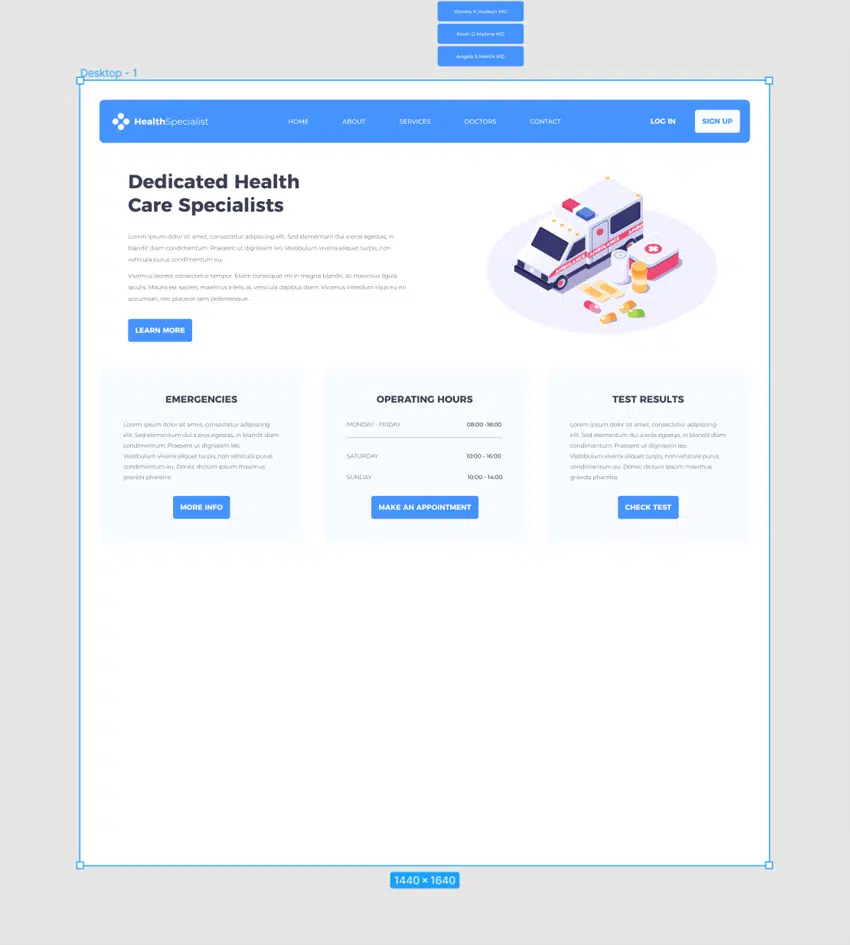 Stanley K Hudson MD
Kevin D Malone MD
Angela S Martin MD
Desktop - 1
HealthSpecialist
HOME ABOUT SERVICES DOCTORS CONTACT LOG IN SIGN UP
Dedicated Health
Care Specialists
Lorem ipsum dolor sit amet, consectetur adipiscing elit. Sed elementum dui a eros egestas, in
blandit diam condimentum. Praesent ut dignissim leo. Vestibulum viverra aliquet turpis, non
vehicula purus condimentum eu.
Vivamus laoreet consectetur tempor. Etiam consequat mi in magna blandit, ac maximus ligula
iaculis. Mauris est sapien, maximus a felis at, vehicula dapibus diam. Vivamus interdum risus eu mi
accumsan, nec placerat sem pellentesque.
LEARN MORE
AMBULANCE AMBULANCE
EMERGENCIES
Lorem ipsum dolor sit amet, consectetur adipiscing
elit. Sed elementum dui a eros egestas, in blandit diam
condimentum. Praesent ut dignissim leo.
Vestibulum viverra aliquet turpis, non vehicula purus
condimentum eu. Donec dictum ipsum maximus
gravida pharetra.
MORE INFO
OPERATING HOURS
MONDAY - FRIDAY 08:00 -18:00
SATURDAY 10:00 - 16:00
SUNDAY 10:00 - 14:00
MAKE AN APPOINTMENT
TEST RESULTS
Lorem ipsum dolor sit amet, consectetur adipiscing
elit. Sed elementum dui a eros egestas, in blandit diam
condimentum. Praesent ut dignissim leo.
Vestibulum viverra aliquet turpis, non vehicula purus
condimentum eu. Donec dictum ipsum maximus
gravida pharetra.
CHECK TEST
1440 × 1640